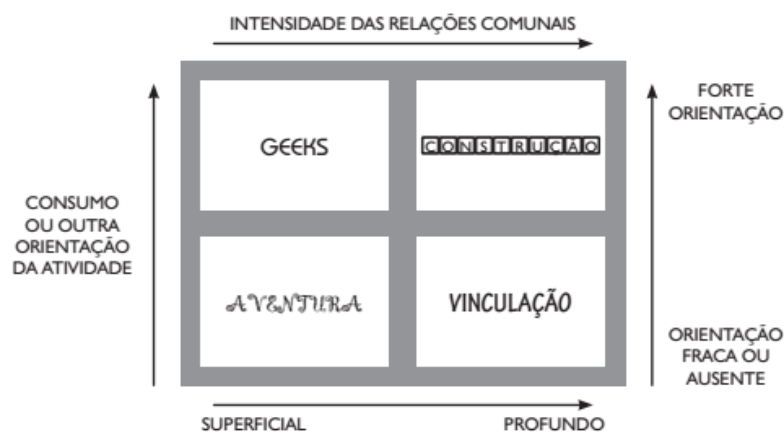 INTENSIDADE DAS RELAÇÕES COMUNAIS
FORTE
ORIENTAÇÃO
GEEKS
CONSTRUÇÃO
CONSUMO
OU OUTRA
ORIENTAÇÃO
DA ATIVIDADE
AVENTURA
VINCULAÇÃO
ORIENTAÇÃO
FRACA OU
AUSENTE
SUPERFICIAL
PROFUNDO